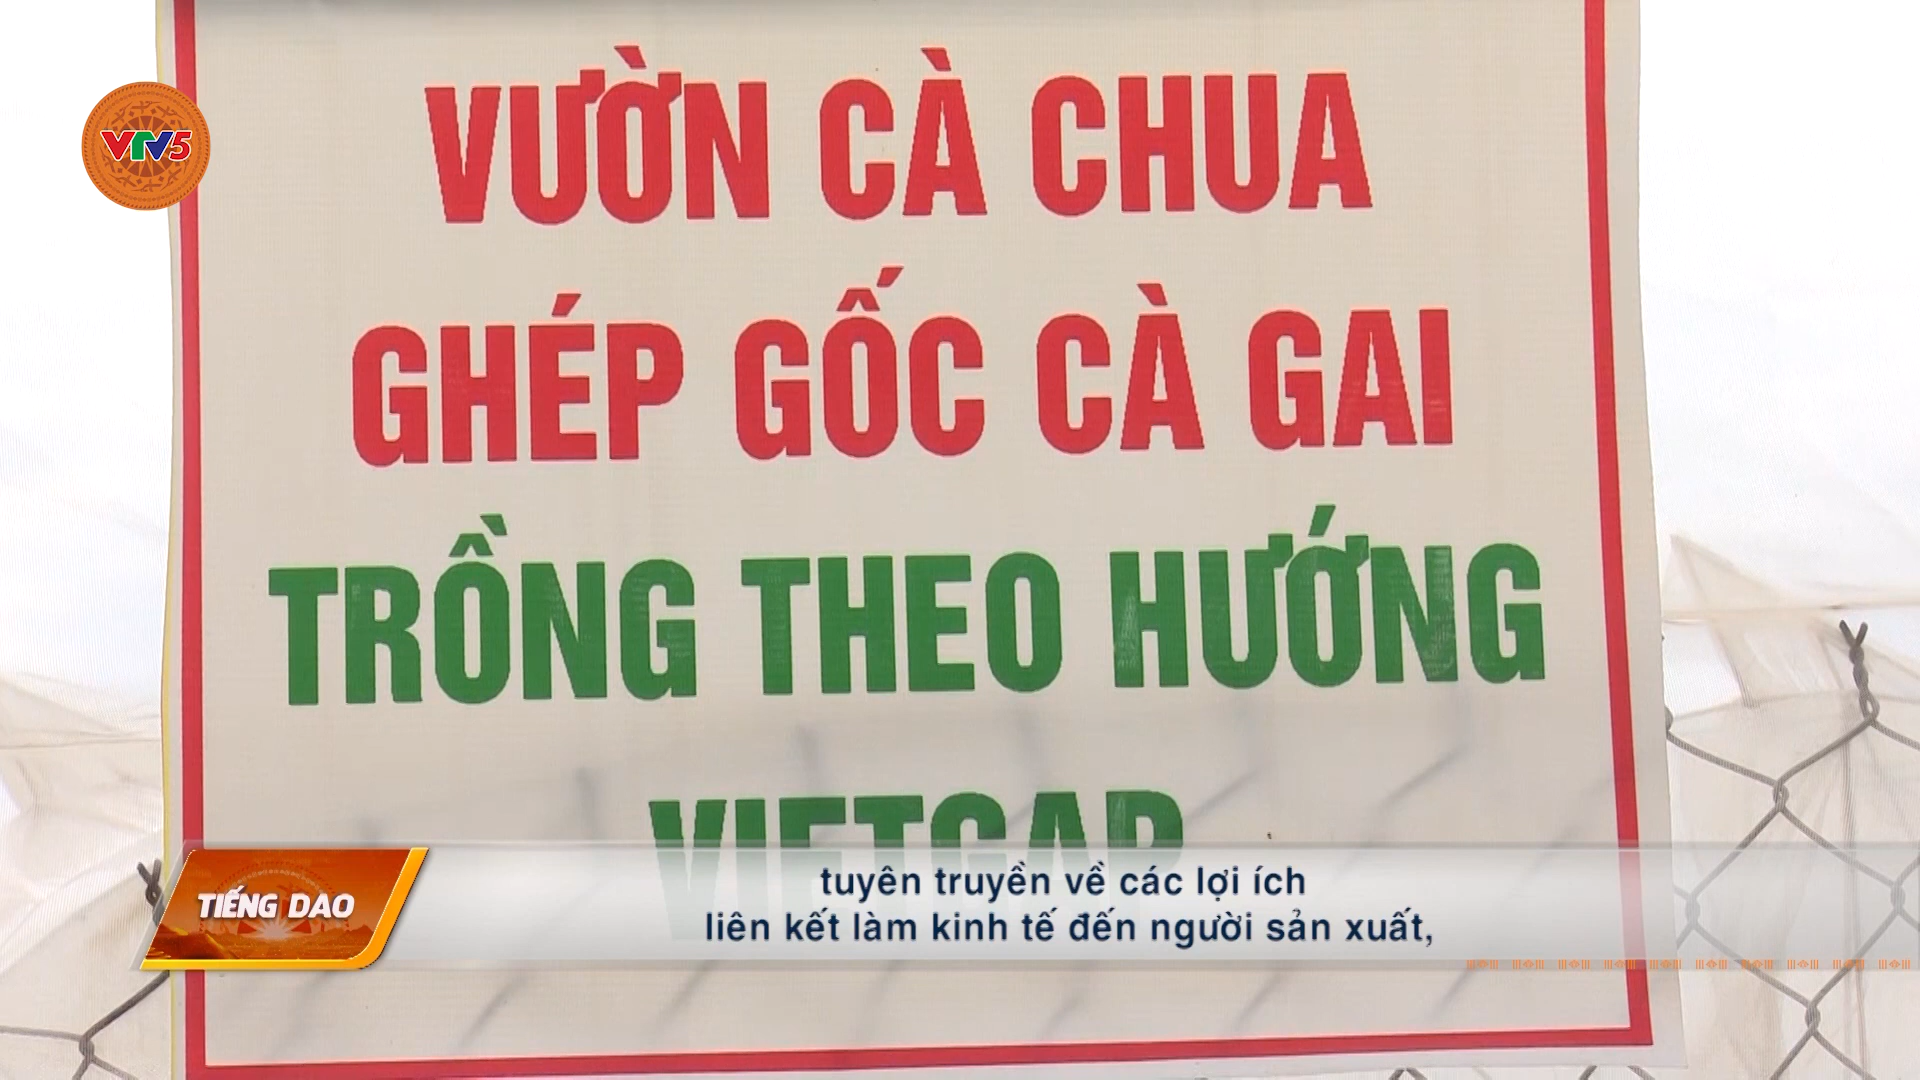 VTV5
VƯỜN CÀ CHUA
GHÉP GỐC CÀ GAI
TRỒNG THEO HƯỚNG
VIETGAP
TIẾNG DAO
tuyên truyền về các lợi ích
liên kết làm kinh tế đến người sản xuất,